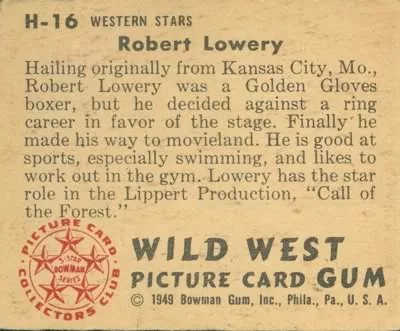 H-16 WESTERN STARS
Robert Lowery
Hailing originally from Kansas City, Mo.,
Robert Lowery was a Golden Gloves
boxer, but he decided against a ring
career in favor of the stage. Finally he
made his way to movieland. He is good at
sports, especially swimming, and likes to
work out in the gym. Lowery has the star
role in the Lippert Production, "Call of
the Forest."
PICTURE CARD
5-STAR
BOWMAN
SERIES
COLLECTORS CLUB
WILD WEST
PICTURE CARD GUM
© 1949 Bowman Gum, Inc., Phila., Pa., U. S. A.